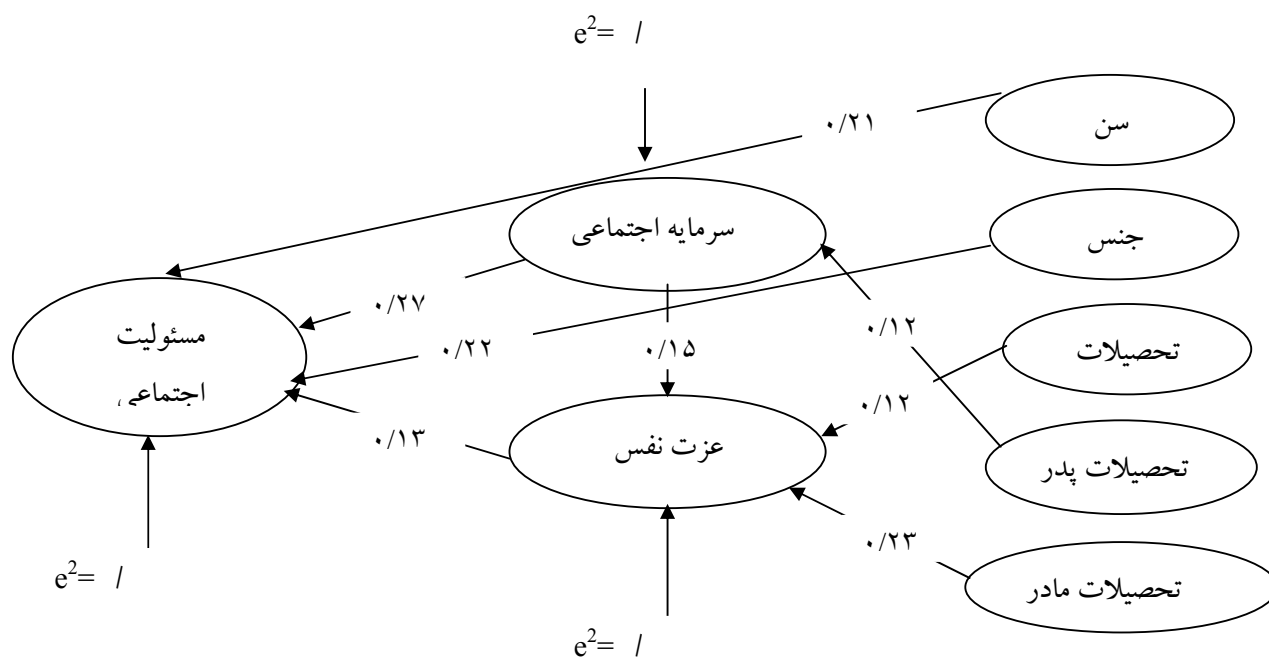 e²= /
سن
۰/۲۱
سرمایه اجتماعی
جنس
۰/۲۷
مسئولیت
اجتماعی
۰/۲۲
۰/۱۵
۰/۱۲
تحصیلات
۰/۱۲
۰/۱۳
عزت نفس
تحصیلات پدر
۰/۲۳
تحصیلات مادر
e²= /
e²= /